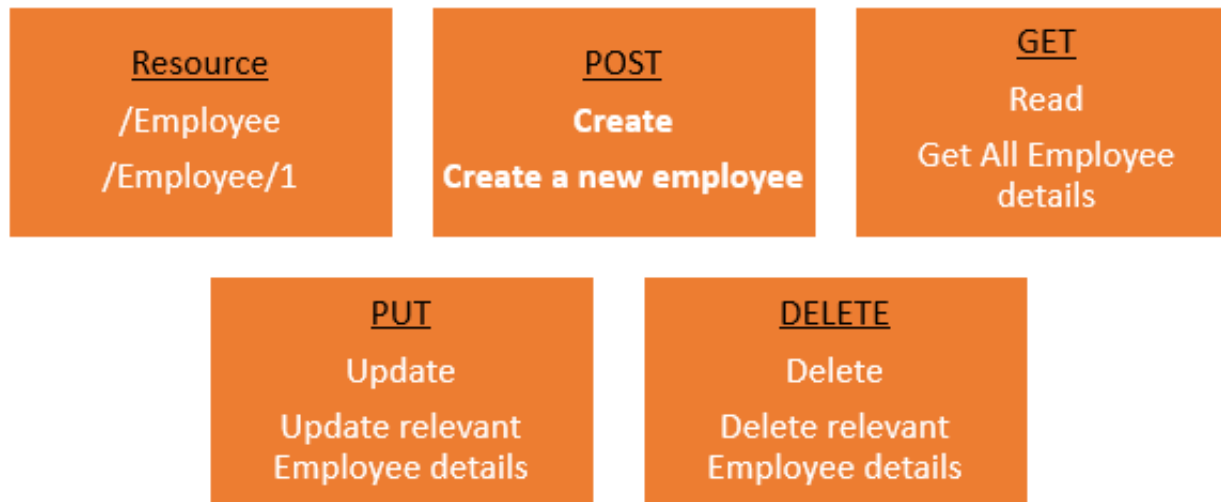 Resource
/Employee
/Employee/1
POST
Create
Create a new employee
GET
Read
Get All Employee
details
PUT
Update
Update relevant
Employee details
DELETE
Delete
Delete relevant
Employee details